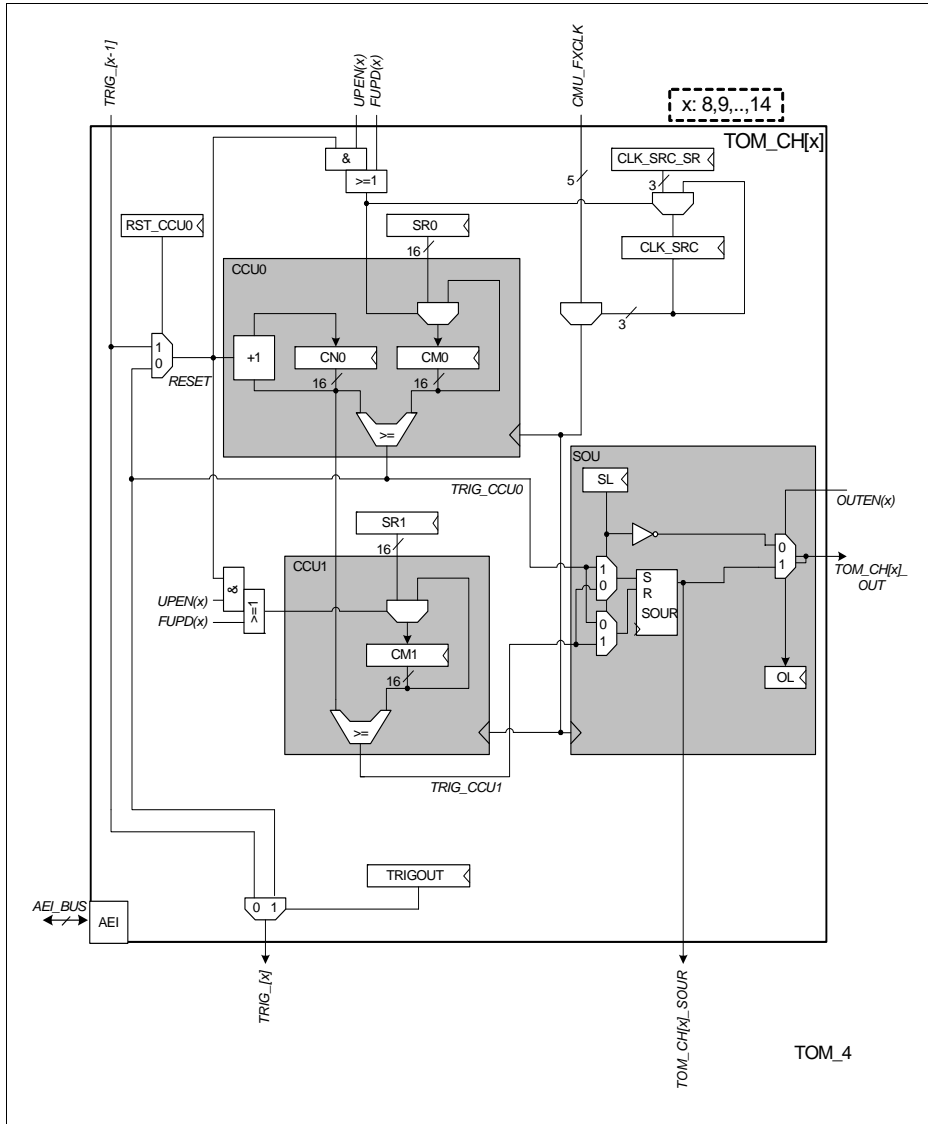 TRIG_[x-1]
UPEN(x)
FUPD(x)
CMU_FXCLK
x: 8,9,..,14
TOM_CH[x]
&
>=1
5
CLK_SRC_SR
3
RST_CCU0
SR0
16
CLK_SRC
CCU0
3
1
0
RESET
+1
CN0
CM0
16
16
>=
TRIG_CCU0
SOU
SL
OUTEN(x)
SR1
16
CCU1
0
1
TOM_CH[x]_
OUT
&
>=1
UPEN(x)
FUPD(x)
1
0
S
R
SOUR
0
1
CM1
16
OL
>=
TRIG_CCU1
TRIGOUT
AEI_BUS
AEI
0 1
TRIG_[x]
TOM_CH[x]_SOUR
TOM_4